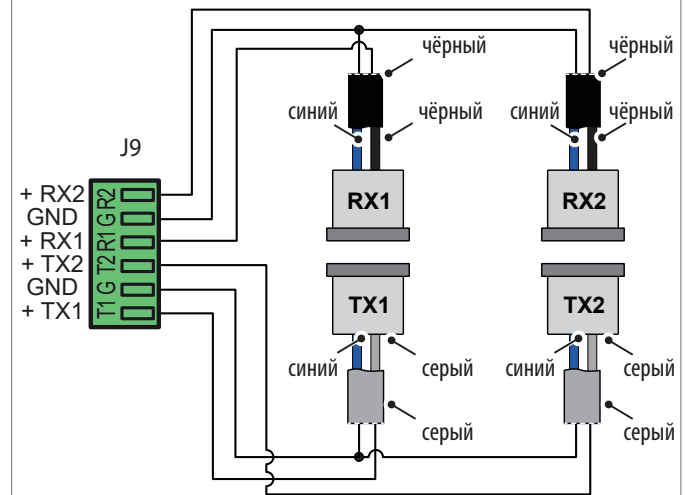 чёрный
чёрный
синий
чёрный
синий
чёрный
J9
+ RX2
R2
GND
G
+ RX1
R1
+ TX2
T2
GND
G
+ TX1
T1
RX1
RX2
TX1
TX2
синий
серый
синий
серый
серый
серый